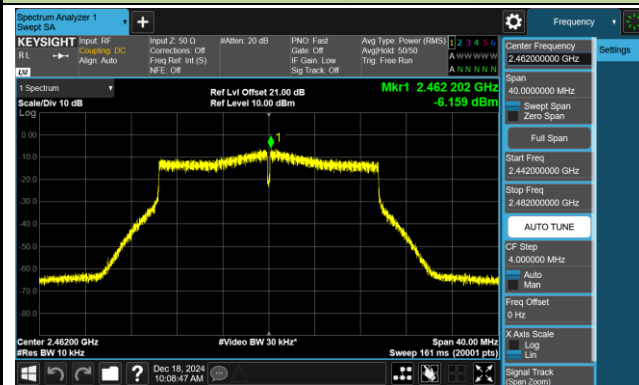 Spectrum Analyzer 1
Swept SA
+
Frequency
KEYSIGHT Input: RF
Coupling: DC
Align: Auto
Input Z: 50 Ω
Corrections: Off
Freq Ref: Int (S)
NFE: Off
#Atten: 20 dB
PNO: Fast
Gate: Off
IF Gain: Low
Sig Track: Off
Avg Type: Power (RMS)
Avg|Hold: 50/50
Trig: Free Run
1 2 3 4 5 6
A W W W W W
A N N N N N
RL
LXI
1 Spectrum
Scale/Div 10 dB
Log
Ref Lvl Offset 21.00 dB
Ref Level 10.00 dBm
Mkr1 2.462 202 GHz
-6.159 dBm
1
0.00
-10.0
-20.0
-30.0
-40.0
-50.0
-60.0
-70.0
-80.0
Center 2.46200 GHz
#Res BW 10 kHz
#Video BW 30 kHz*
Span 40.00 MHz
Sweep 161 ms (20001 pts)
Center Frequency
2.462000000 GHz
Span
40.0000000 MHz
Swept Span
Zero Span
Full Span
Start Freq
2.442000000 GHz
Stop Freq
2.482000000 GHz
AUTO TUNE
CF Step
4.000000 MHz
Auto
Man
Freq Offset
0 Hz
X Axis Scale
Log
Lin
Signal Track
(Span Zoom)
Settings
?
Dec 18, 2024
10:08:47 AM